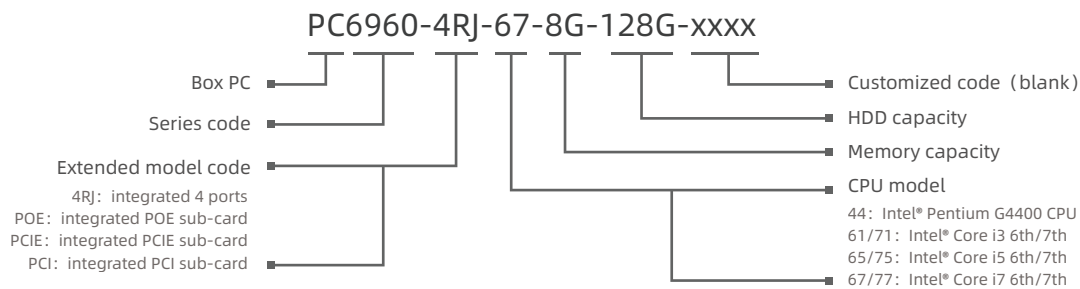 PC6960-4RJ-67-8G-128G-xxxx
Box PC
Series code
Extended model code
4RJ: integrated 4 ports
POE: integrated POE sub-card
PCIE: integrated PCIE sub-card
PCI: integrated PCI sub-card
Customized code (blank)
HDD capacity
Memory capacity
CPU model
44: Intel® Pentium G4400 CPU
61/71: Intel® Core i3 6th/7th
65/75: Intel® Core i5 6th/7th
67/77: Intel® Core i7 6th/7th